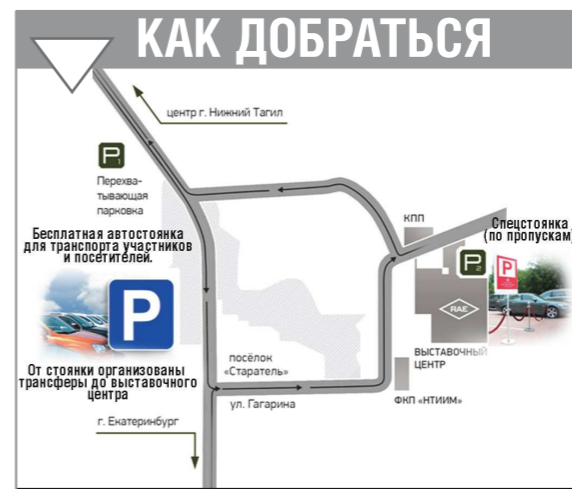 КАК ДОБРАТЬСЯ
центр г. Нижний Тагил
P1
Перехва-
тывающая
парковка
Бесплатная автостоянка
для транспорта участников
и посетителей.
P
От стоянки организованы
трансферы до выставочного
центра
г. Екатеринбург
посёлок
«Старатель»
ул. Гагарина
КПП
Спецстоянка
(по пропускам)
P2
P
RAE
ВЫСТАВОЧНЫЙ
ЦЕНТР
ФКП «НТИИМ»